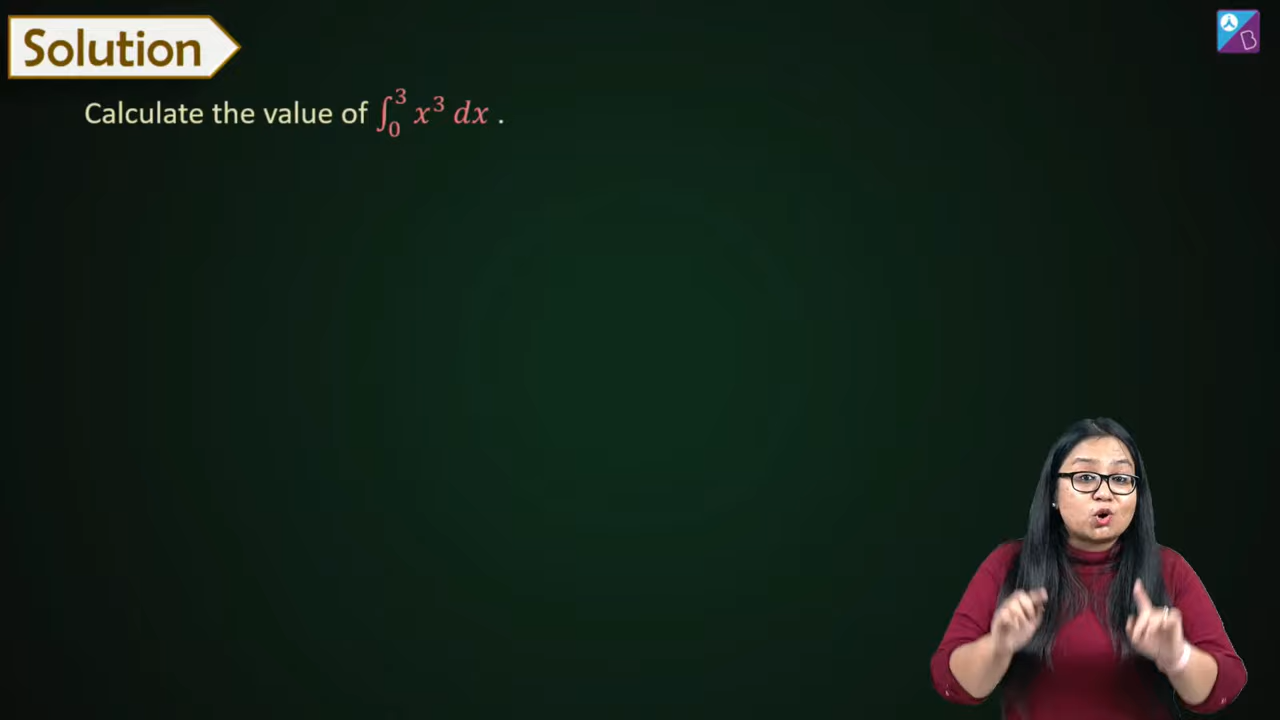 Solution
Calculate the value of ∫₀³ x³ dx .
B